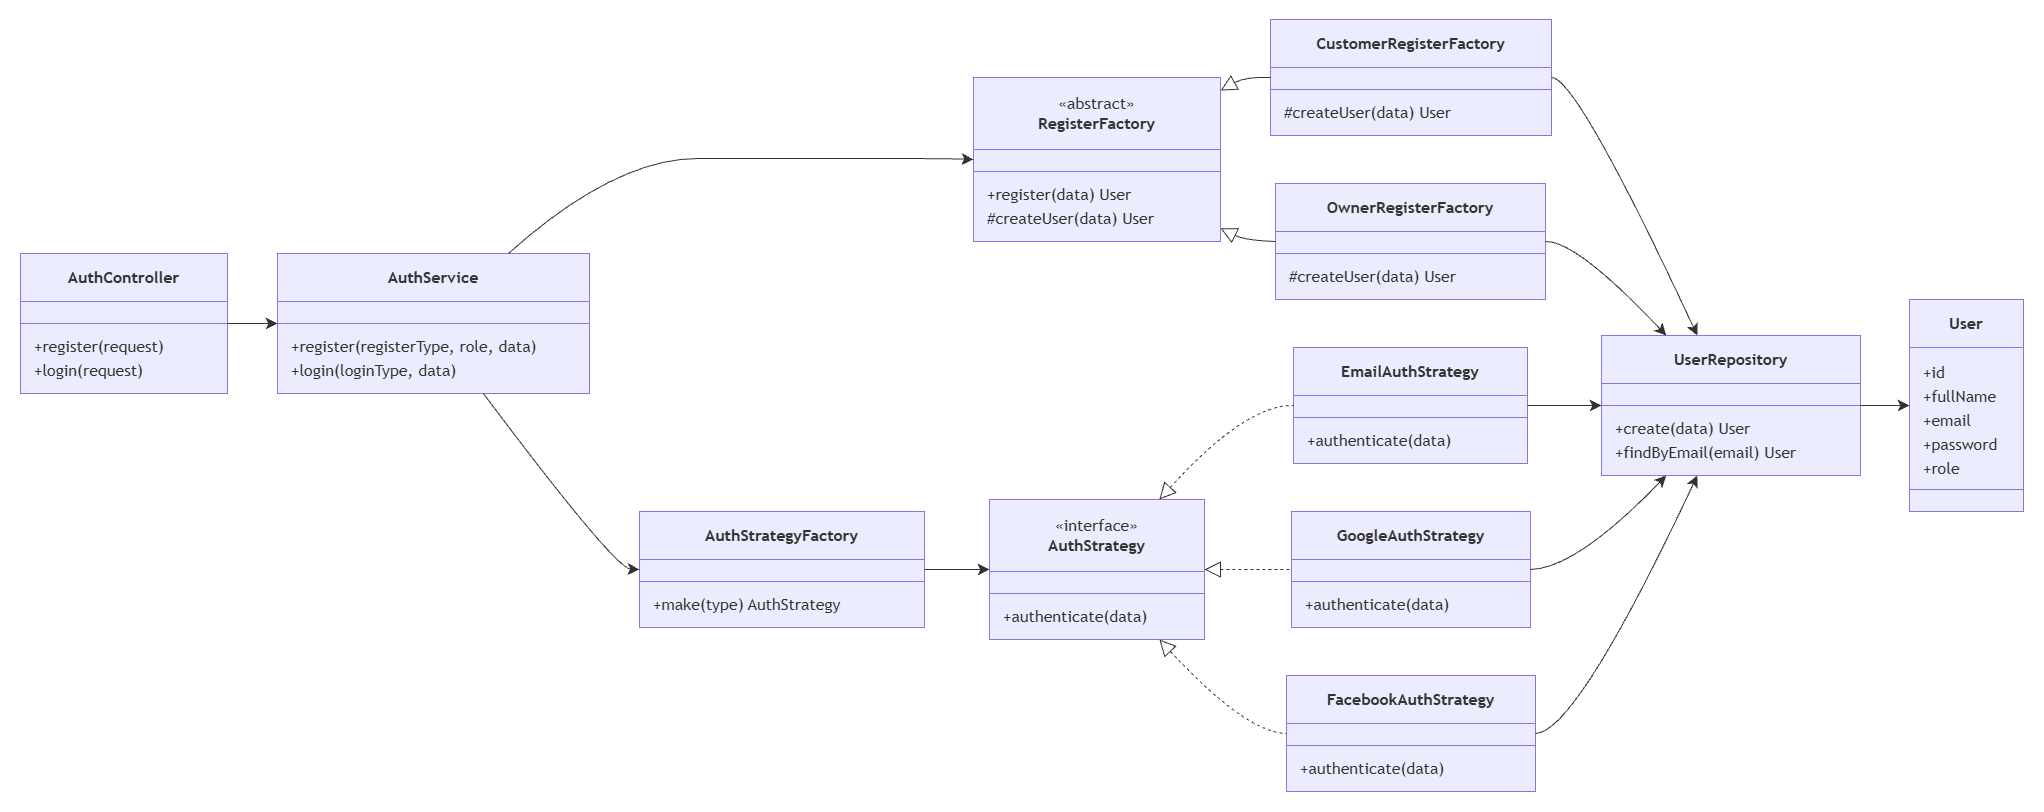 AuthController
+register(request)
+login(request)
AuthService
+register(registerType, role, data)
+login(loginType, data)
«abstract»
RegisterFactory
+register(data) User
#createUser(data) User
CustomerRegisterFactory
#createUser(data) User
OwnerRegisterFactory
#createUser(data) User
AuthStrategyFactory
+make(type) AuthStrategy
«interface»
AuthStrategy
+authenticate(data)
EmailAuthStrategy
+authenticate(data)
GoogleAuthStrategy
+authenticate(data)
FacebookAuthStrategy
+authenticate(data)
UserRepository
+create(data) User
+findByEmail(email) User
User
+id
+fullName
+email
+password
+role